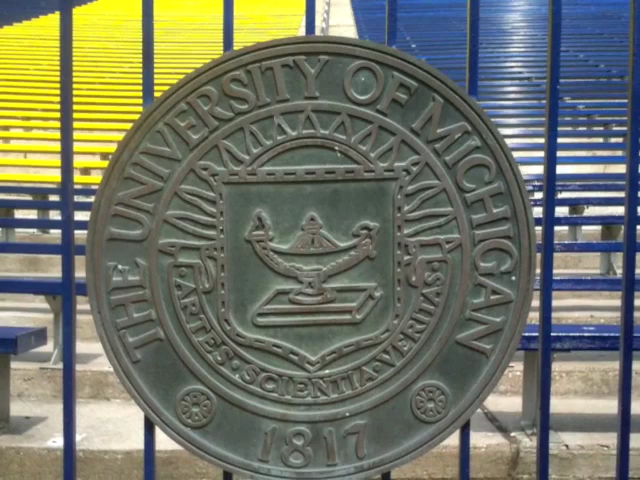 THE UNIVERSITY OF MICHIGAN
ARTES · SCIENTIA · VERITAS
1817